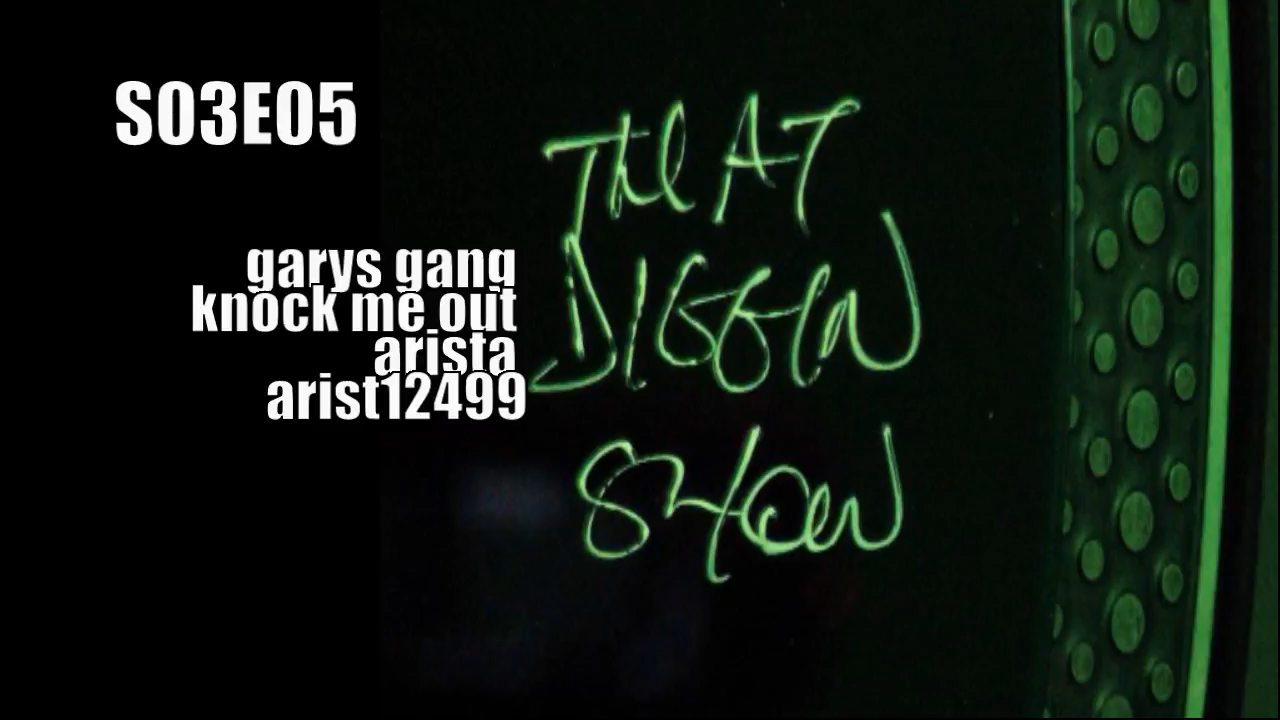 S03E05
garys gang
knock me out
arista
arist12499
The AT
DIGGIN
SHOW